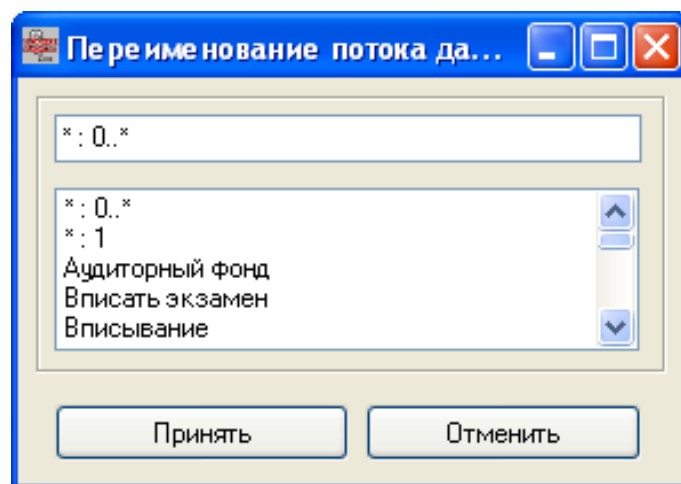 Переименование потока да...
* : 0..*
* : 0..*
* : 1
Аудиторный фонд
Вписать экзамен
Вписывание
Принять
Отменить